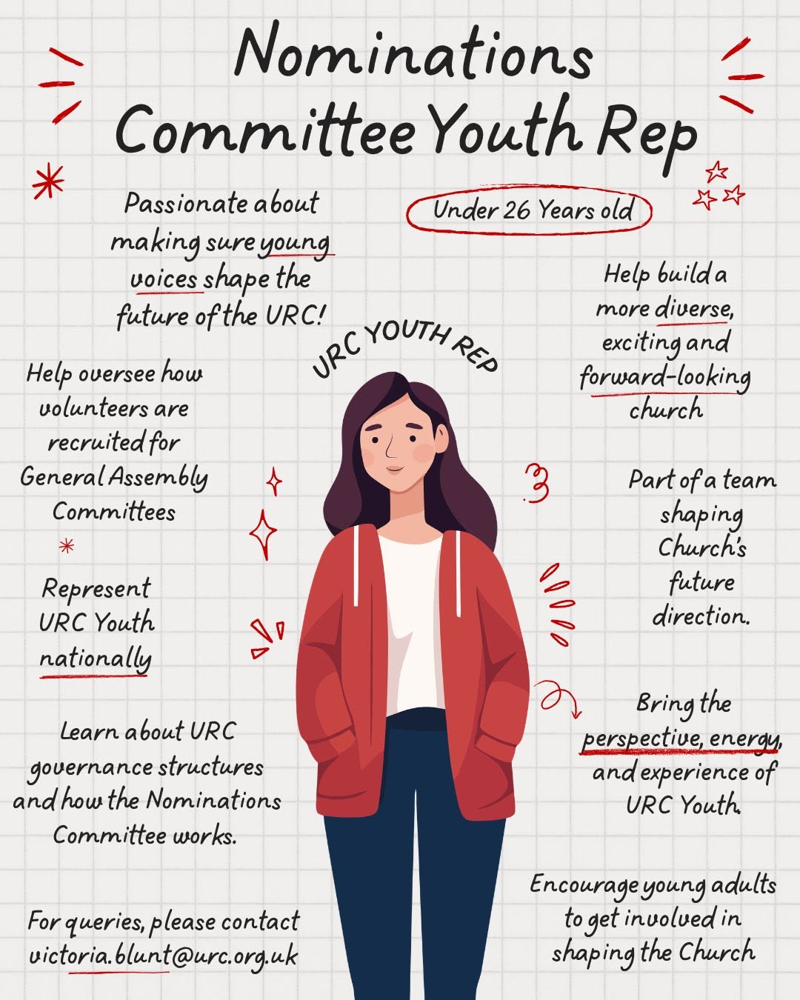 Nominations
Committee Youth Rep
Passionate about
making sure young
voices shape the
future of the URC!
Under 26 Years old
Help build a
more diverse,
exciting and
forward-looking
church
URC YOUTH REP
Help oversee how
volunteers are
recruited for
General Assembly
Committees
Part of a team
shaping
Church's
future
direction.
Represent
URC Youth
nationally
Bring the
perspective, energy,
and experience of
URC Youth.
Learn about URC
governance structures
and how the Nominations
Committee works.
Encourage young adults
to get involved in
shaping the Church
For queries, please contact
victoria.blunt@urc.org.uk